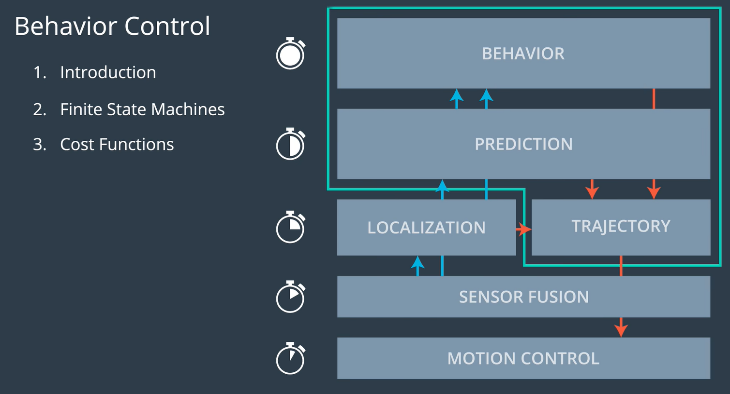 Behavior Control
1. Introduction
2. Finite State Machines
3. Cost Functions
BEHAVIOR
PREDICTION
LOCALIZATION
TRAJECTORY
SENSOR FUSION
MOTION CONTROL